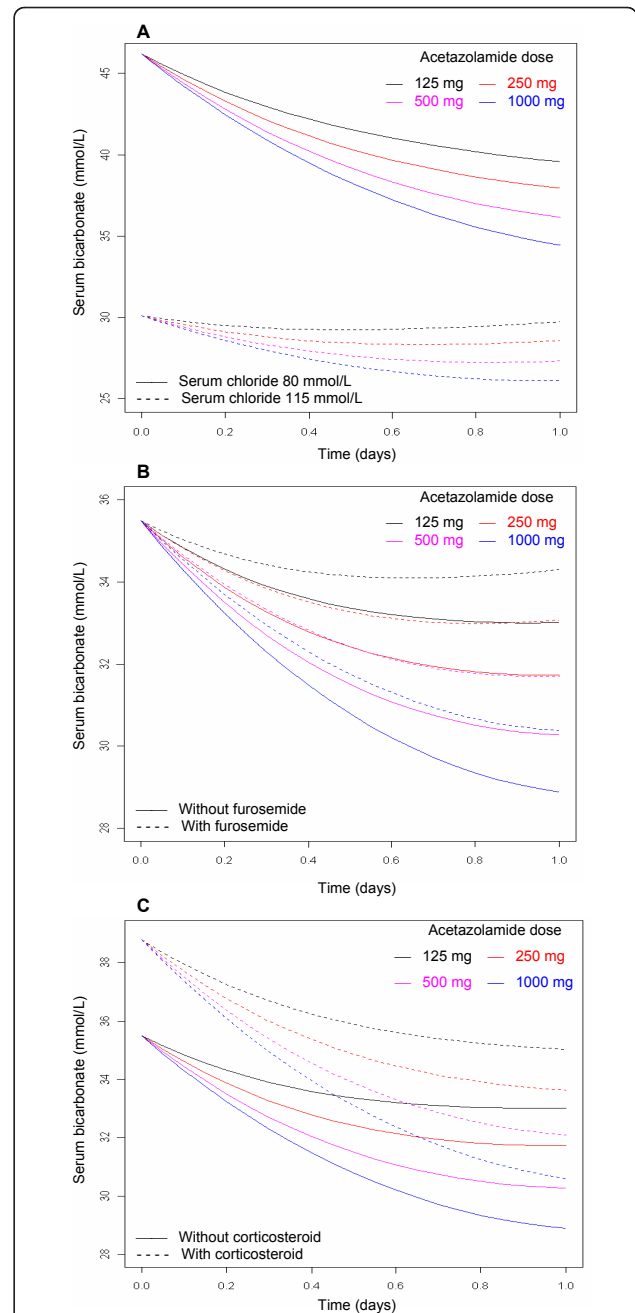 A
Acetazolamide dose
125 mg 250 mg
500 mg 1000 mg
Serum bicarbonate (mmol/L)
45
40
35
30
25
Serum chloride 80 mmol/L
Serum chloride 115 mmol/L
0.0 0.2 0.4 0.6 0.8 1.0
Time (days)
B
Acetazolamide dose
125 mg 250 mg
500 mg 1000 mg
Serum bicarbonate (mmol/L)
36
34
32
30
28
Without furosemide
With furosemide
0.0 0.2 0.4 0.6 0.8 1.0
Time (days)
C
Acetazolamide dose
125 mg 250 mg
500 mg 1000 mg
Serum bicarbonate (mmol/L)
38
36
34
32
30
28
Without corticosteroid
With corticosteroid
0.0 0.2 0.4 0.6 0.8 1.0
Time (days)